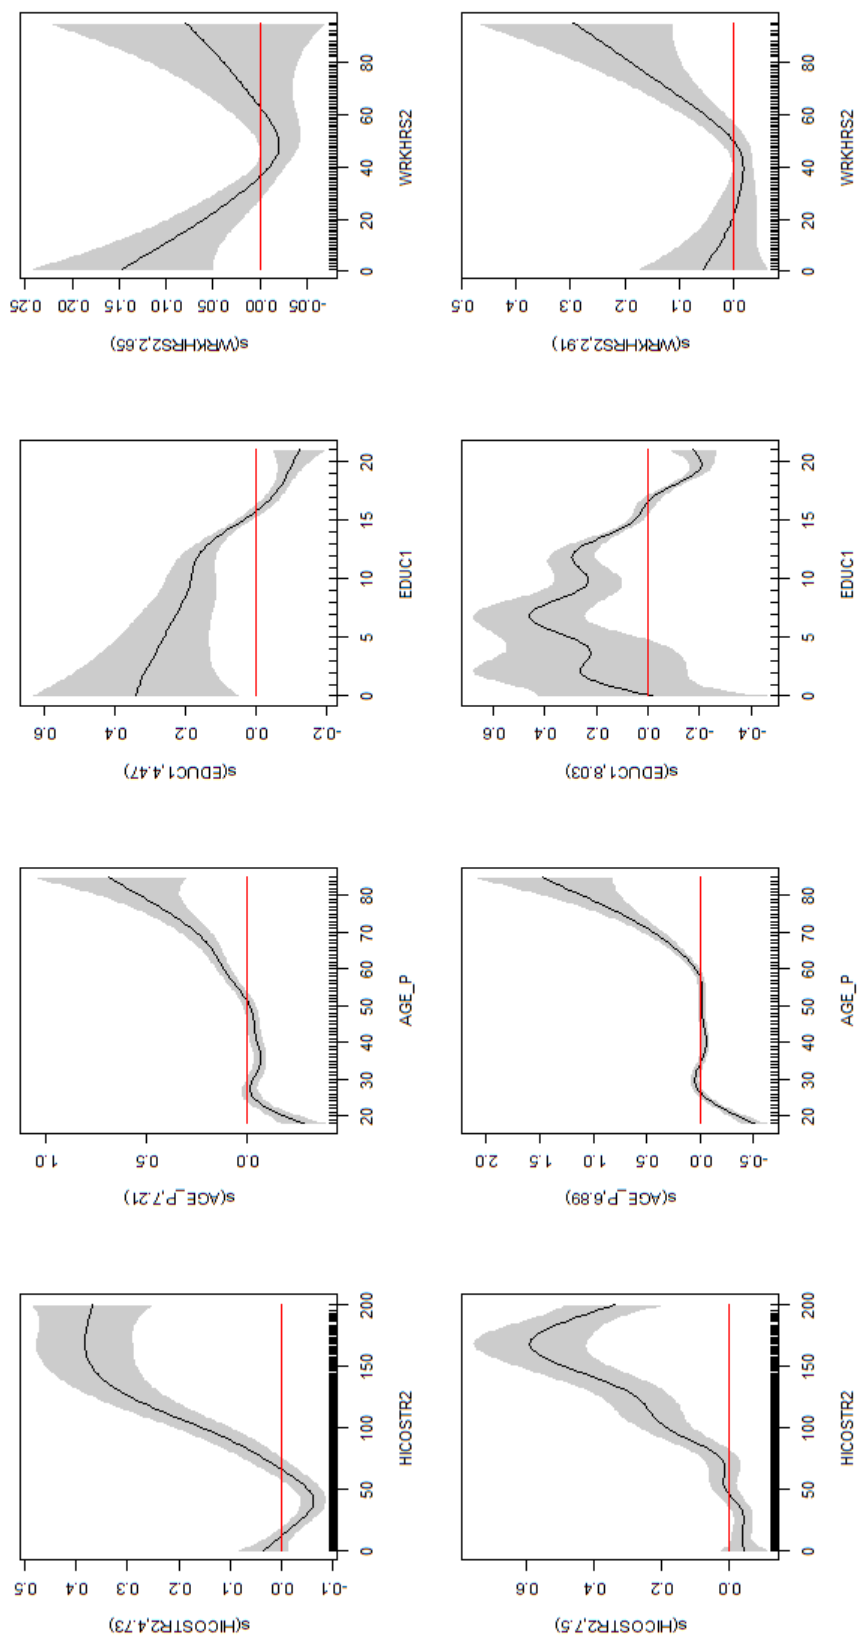 0.25 0.20 0.15 0.10 0.05 0.00 -0.05
s(WRKHRS2,2.65)
0 20 40 60 80
WRKHRS2
0.5 0.3 0.2 0.1 0.0
s(WRKHRS2,2.91)
0 20 40 60 80
WRKHRS2
0.6 0.4 0.2 0.0 -0.2
s(EDUC1,4.47)
0 5 10 15 20
EDUC1
0.6 0.4 0.2 0.0 -0.2 -0.4
s(EDUC1,8.03)
0 5 10 15 20
EDUC1
1.0 0.5 0.0
s(AGE_P,7.21)
20 30 40 50 60 70 80
AGE_P
2.0 1.5 1.0 0.5 0.0 -0.5
s(AGE_P,6.89)
20 30 40 50 60 70 80
AGE_P
0.5 0.4 0.3 0.2 0.1 0.0 -0.1
s(HICOSTR2,4.73)
0 50 100 150 200
HICOSTR2
0.6 0.4 0.2 0.0
s(HICOSTR2,7.5)
0 50 100 150 200
HICOSTR2